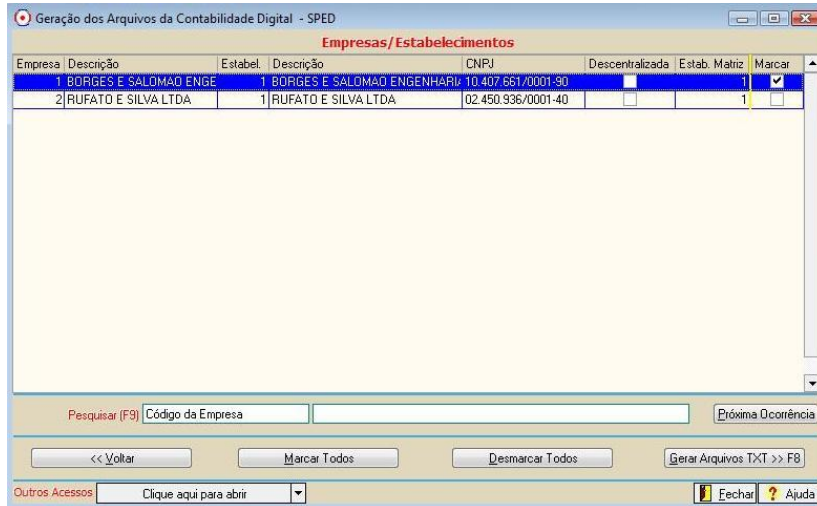 Geração dos Arquivos da Contabilidade Digital - SPED
Empresas/Estabelecimentos
Empresa Descrição Estabel. Descrição CNPJ Descentralizada Estab. Matriz Marcar
1 BORGES E SALOMAO ENGE 1 BORGES E SALOMAO ENGENHARI 10.407.661/0001-90 1
2 RUFATO E SILVA LTDA 1 RUFATO E SILVA LTDA 02.450.936/0001-40 1
Pesquisar (F9) Código da Empresa Próxima Ocorrência
<< Voltar Marcar Todos Desmarcar Todos Gerar Arquivos TXT >> F8
Outros Acessos Clique aqui para abrir Fechar ? Ajuda